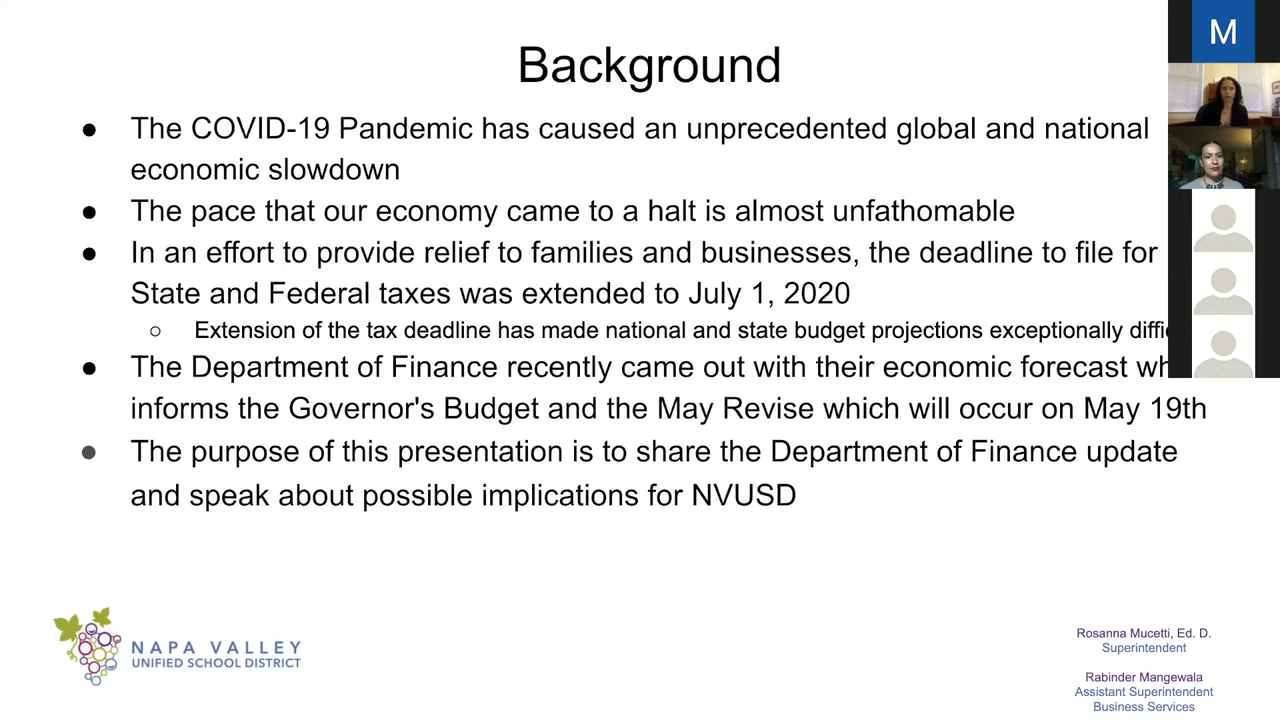 Background
● The COVID-19 Pandemic has caused an unprecedented global and national
economic slowdown
● The pace that our economy came to a halt is almost unfathomable
● In an effort to provide relief to families and businesses, the deadline to file for
State and Federal taxes was extended to July 1, 2020
○ Extension of the tax deadline has made national and state budget projections exceptionally
● The Department of Finance recently came out with their economic forecast
informs the Governor's Budget and the May Revise which will occur on May 19th
● The purpose of this presentation is to share the Department of Finance update
and speak about possible implications for NVUSD
M
NAPA VALLEY
UNIFIED SCHOOL DISTRICT
Rosanna Mucetti, Ed. D.
Superintendent
Rabinder Mangewala
Assistant Superintendent
Business Services